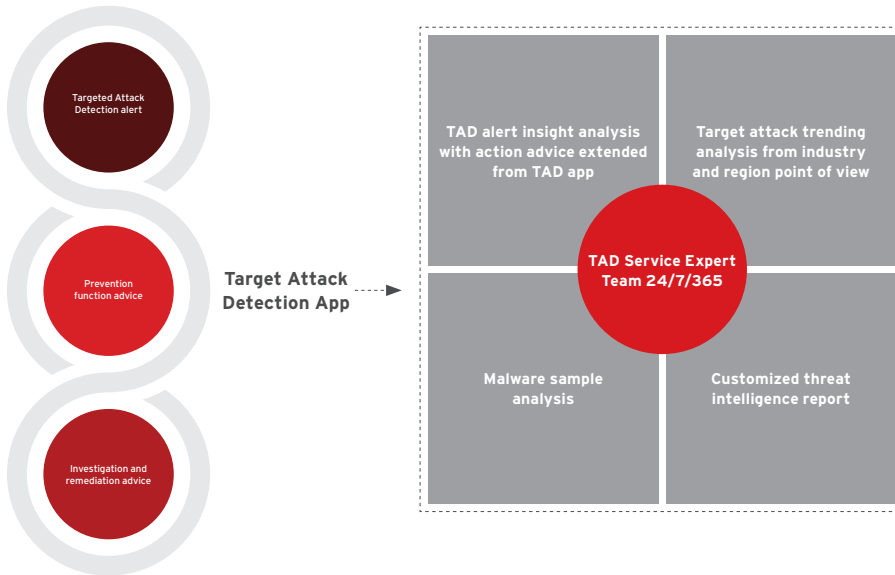 Targeted Attack
Detection alert
Prevention
function advice
Investigation and
remediation advice
Target Attack
Detection App
TAD alert insight analysis
with action advice extended
from TAD app
Target attack trending
analysis from industry
and region point of view
TAD Service Expert
Team 24/7/365
Malware sample
analysis
Customized threat
intelligence report